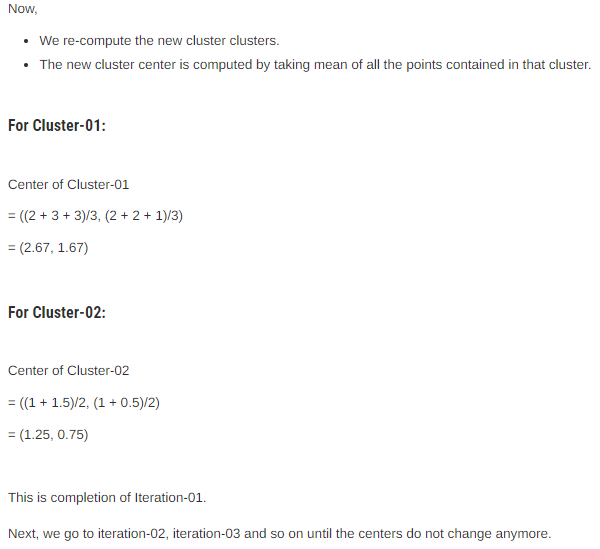 Now,
• We re-compute the new cluster clusters.
• The new cluster center is computed by taking mean of all the points contained in that cluster.
For Cluster-01:
Center of Cluster-01
= ((2 + 3 + 3)/3, (2 + 2 + 1)/3)
= (2.67, 1.67)
For Cluster-02:
Center of Cluster-02
= ((1 + 1.5)/2, (1 + 0.5)/2)
= (1.25, 0.75)
This is completion of Iteration-01.
Next, we go to iteration-02, iteration-03 and so on until the centers do not change anymore.